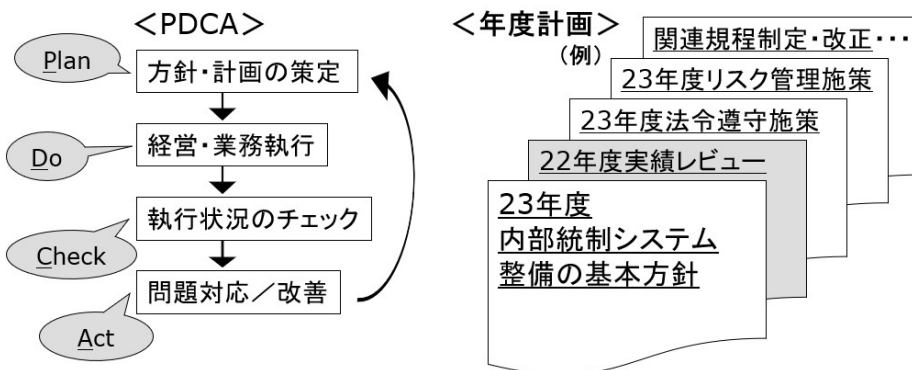 <PDCA>
Plan
方針・計画の策定
Do
経営・業務執行
Check
執行状況のチェック
Act
問題対応／改善
<年度計画>
(例)
関連規程制定・改正・・・
23年度リスク管理施策
23年度法令遵守施策
22年度実績レビュー
23年度
内部統制システム
整備の基本方針